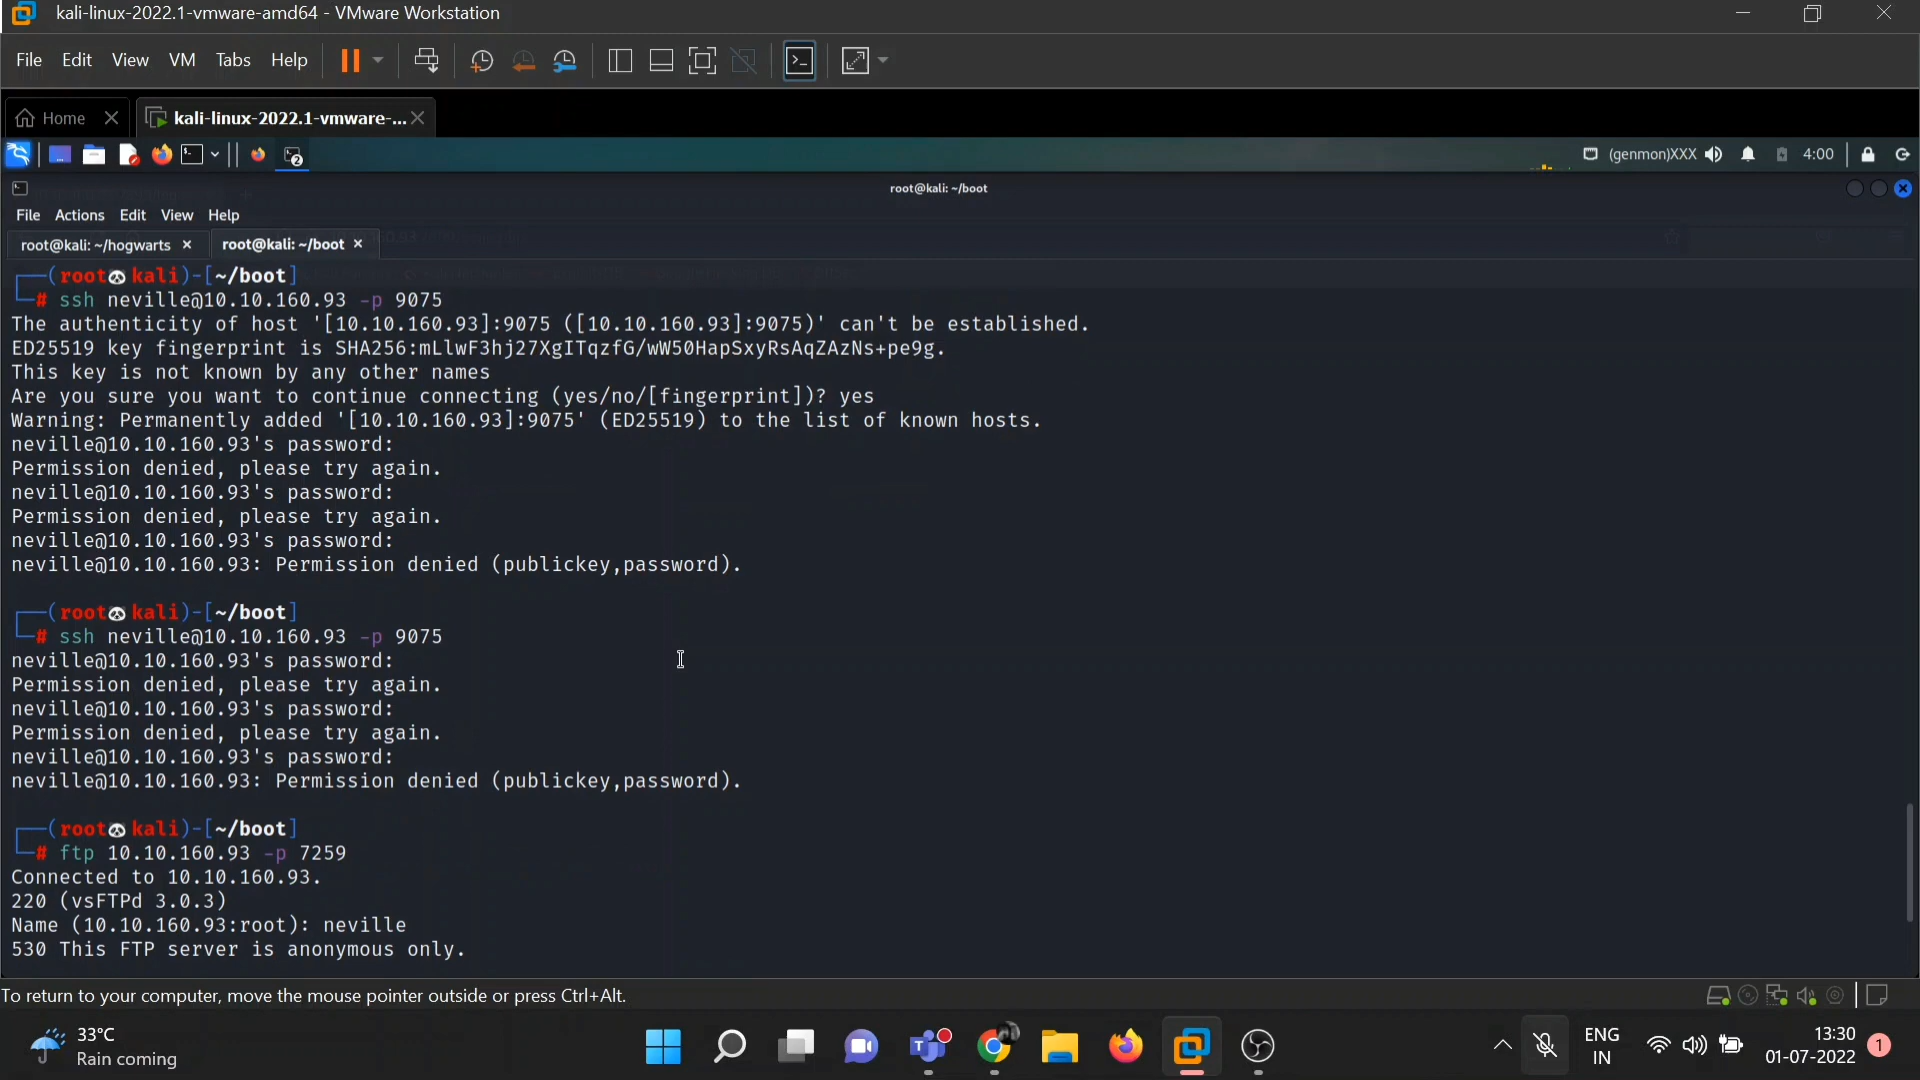 kali-linux-2022.1-vmware-amd64 - VMware Workstation
File Edit View VM Tabs Help
Home kali-linux-2022.1-vmware-...
2 (genmon)XXX 4:00
root@kali: ~/boot
File Actions Edit View Help
root@kali: ~/hogwarts × root@kali: ~/boot ×
┌──(root kali)-[~/boot]
└─# ssh neville@10.10.160.93 -p 9075
The authenticity of host '[10.10.160.93]:9075 ([10.10.160.93]:9075)' can't be established.
ED25519 key fingerprint is SHA256:mLlwF3hj27XgITqzfG/wW50HapSxyRsAqZAzNs+pe9g.
This key is not known by any other names
Are you sure you want to continue connecting (yes/no/[fingerprint])? yes
Warning: Permanently added '[10.10.160.93]:9075' (ED25519) to the list of known hosts.
neville@10.10.160.93's password:
Permission denied, please try again.
neville@10.10.160.93's password:
Permission denied, please try again.
neville@10.10.160.93's password:
neville@10.10.160.93: Permission denied (publickey,password).
┌──(root kali)-[~/boot]
└─# ssh neville@10.10.160.93 -p 9075
neville@10.10.160.93's password:
Permission denied, please try again.
neville@10.10.160.93's password:
Permission denied, please try again.
neville@10.10.160.93's password:
neville@10.10.160.93: Permission denied (publickey,password).
┌──(root kali)-[~/boot]
└─# ftp 10.10.160.93 -p 7259
Connected to 10.10.160.93.
220 (vsFTPd 3.0.3)
Name (10.10.160.93:root): neville
530 This FTP server is anonymous only.
To return to your computer, move the mouse pointer outside or press Ctrl+Alt.
33°C
Rain coming
ENG
IN
13:30
01-07-2022
1